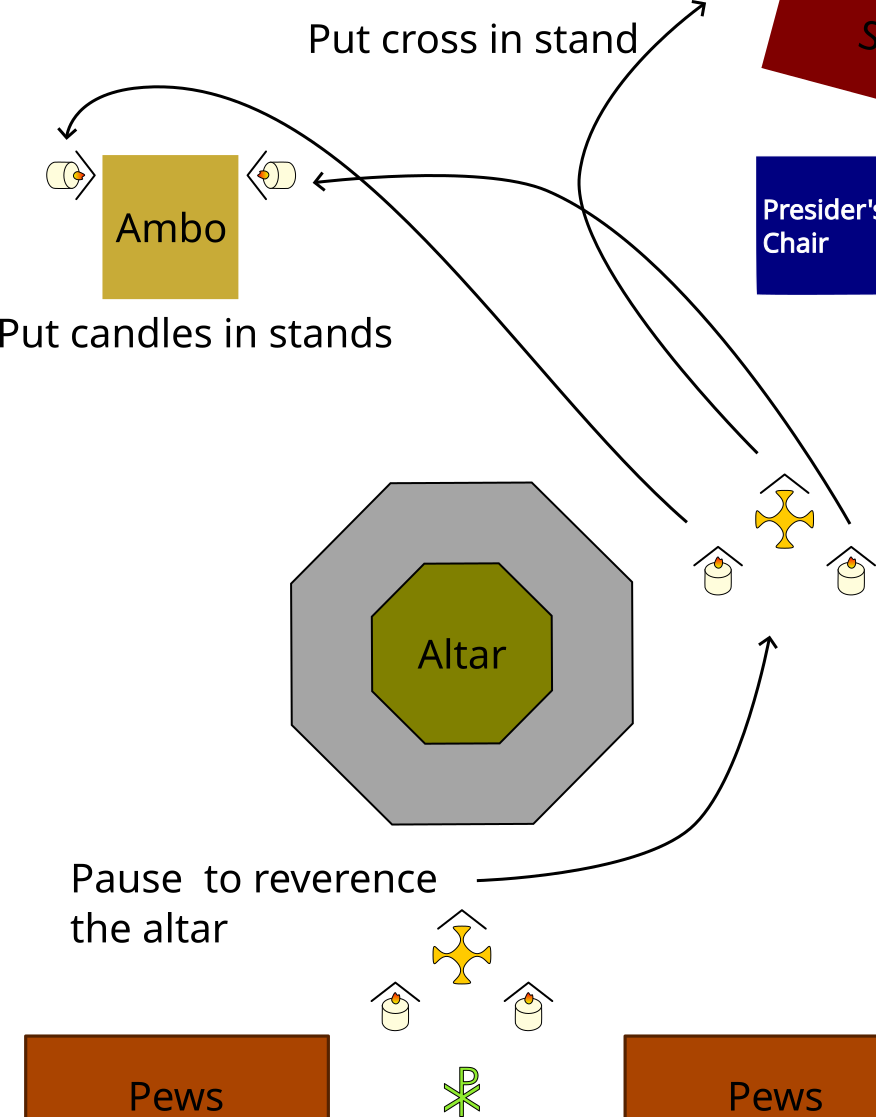 Put cross in stand
S
Presider's
Chair
Ambo
Put candles in stands
Altar
Pause  to reverence
the altar
Pews
Pews